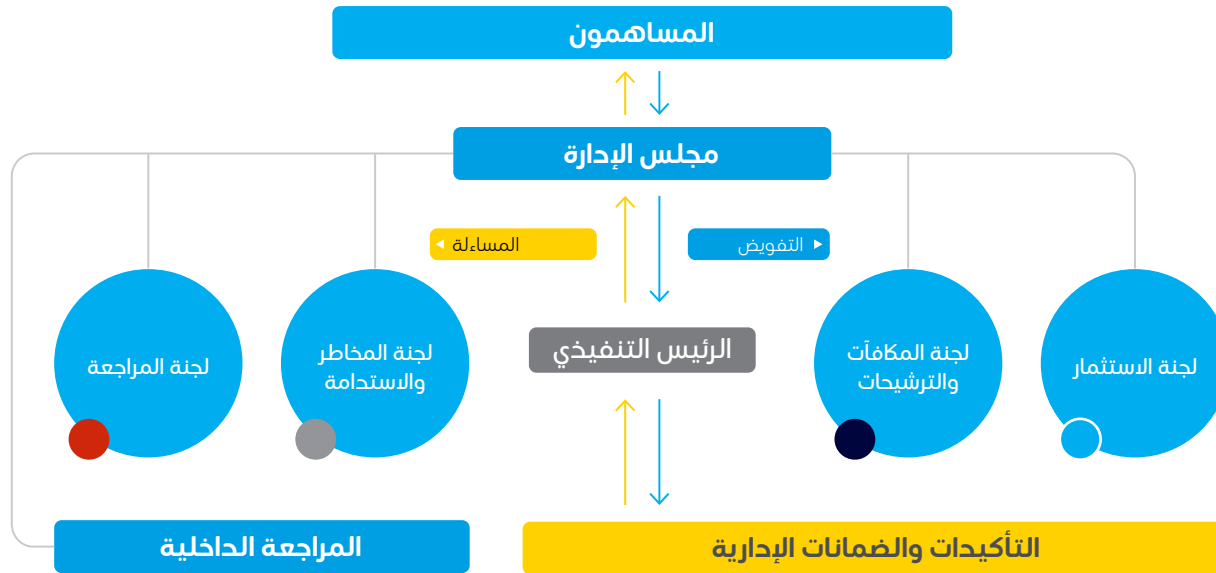 المساهمون
مجلس الإدارة
التفويض
المساءلة
لجنة الاستثمار
لجنة المكافآت
والترشيحات
الرئيس التنفيذي
لجنة المخاطر
والاستدامة
لجنة المراجعة
التأكيدات والضمانات الإدارية
المراجعة الداخلية